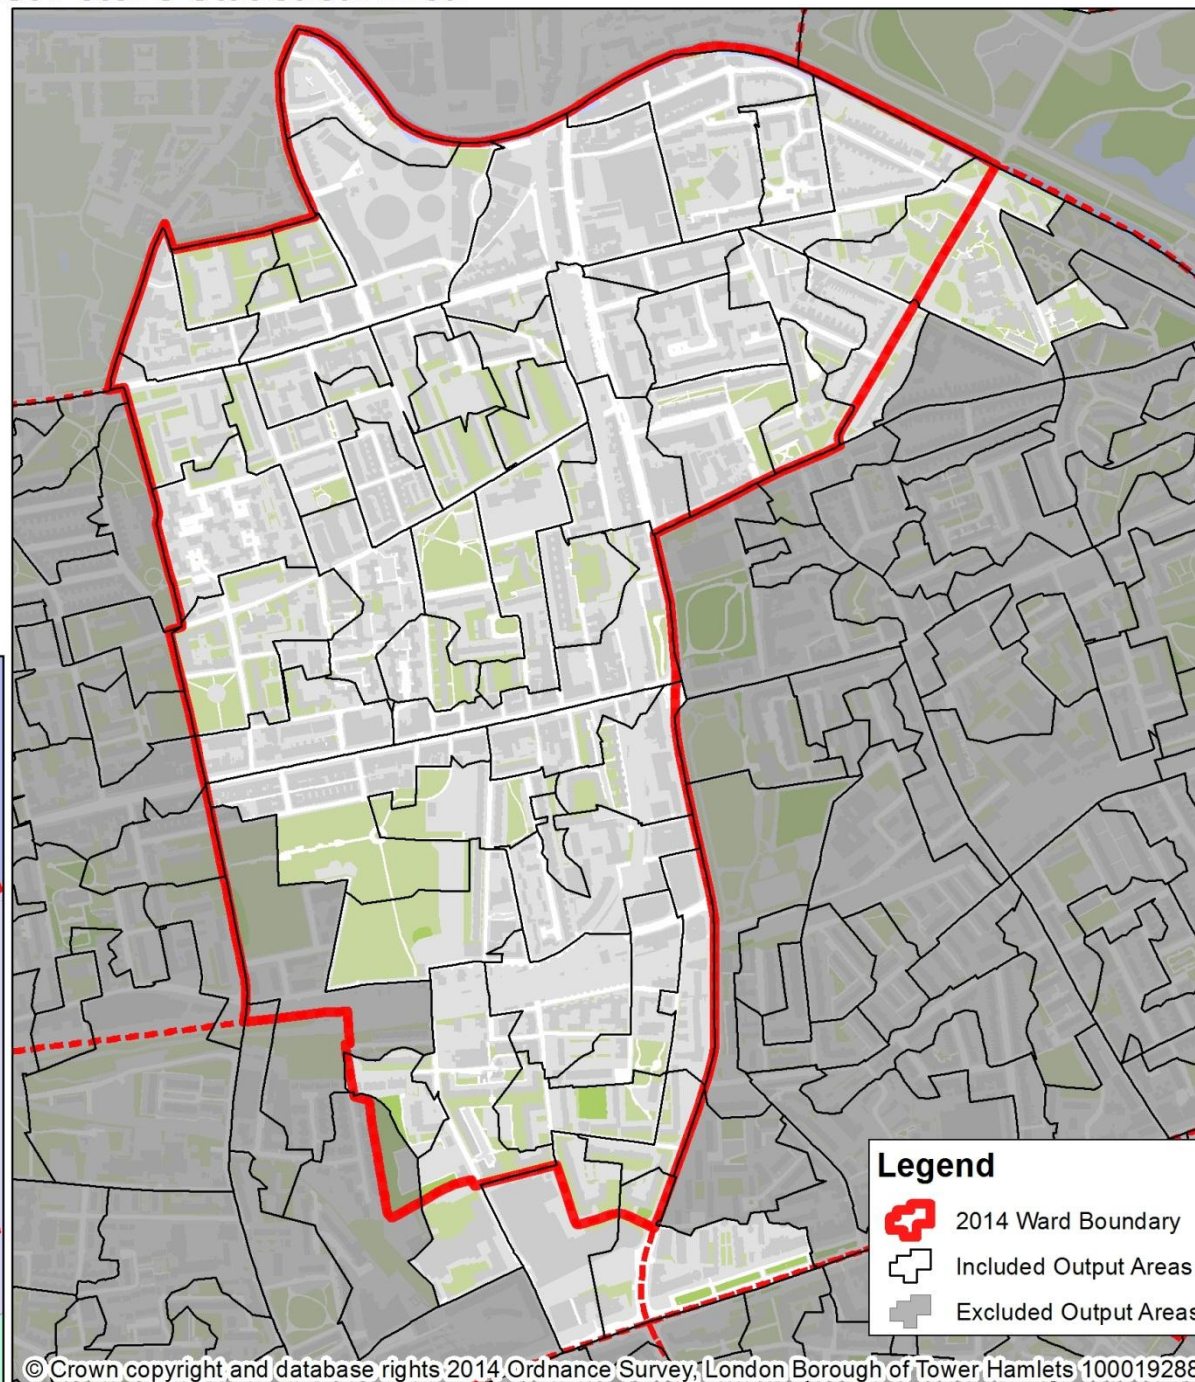 Legend
2014 Ward Boundary
Included Output Areas
Excluded Output Areas
© Crown copyright and database rights 2014 Ordnance Survey, London Borough of Tower Hamlets 100019288